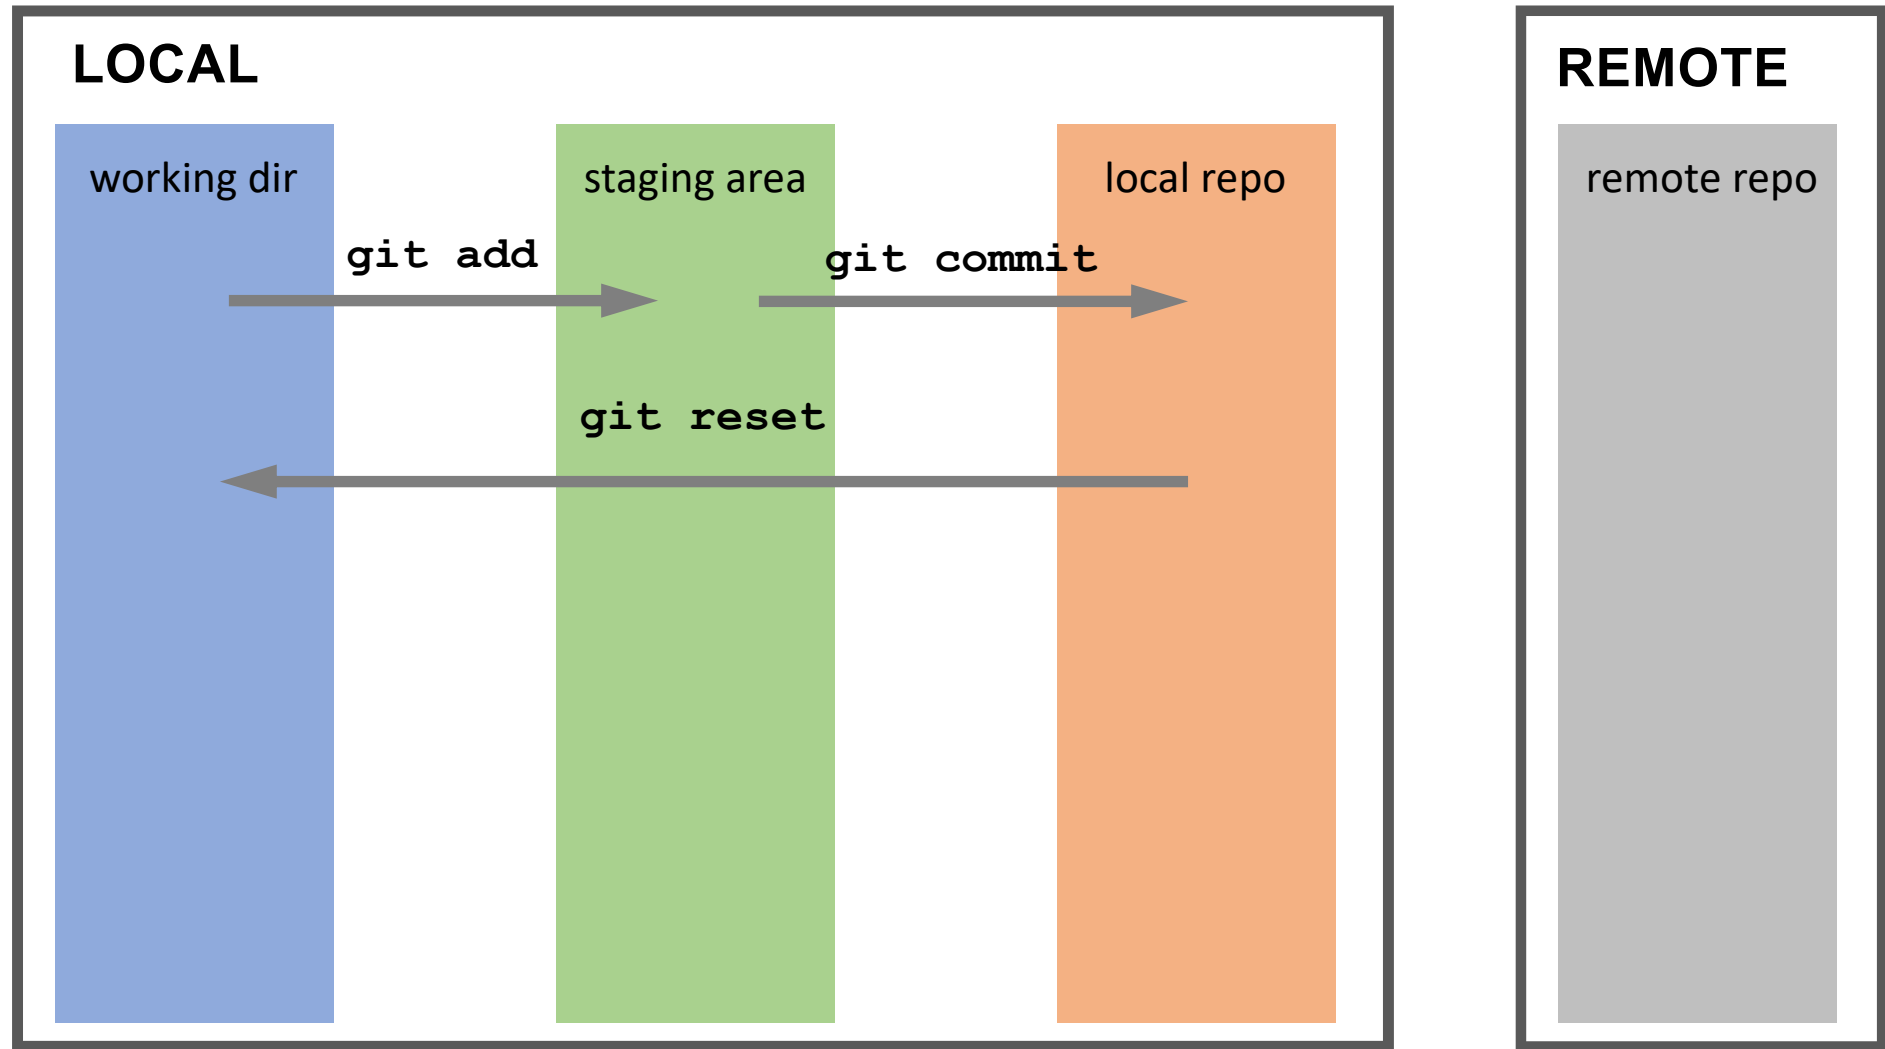 LOCAL
REMOTE
working dir
staging area
local repo
remote repo
git add
git commit
git reset